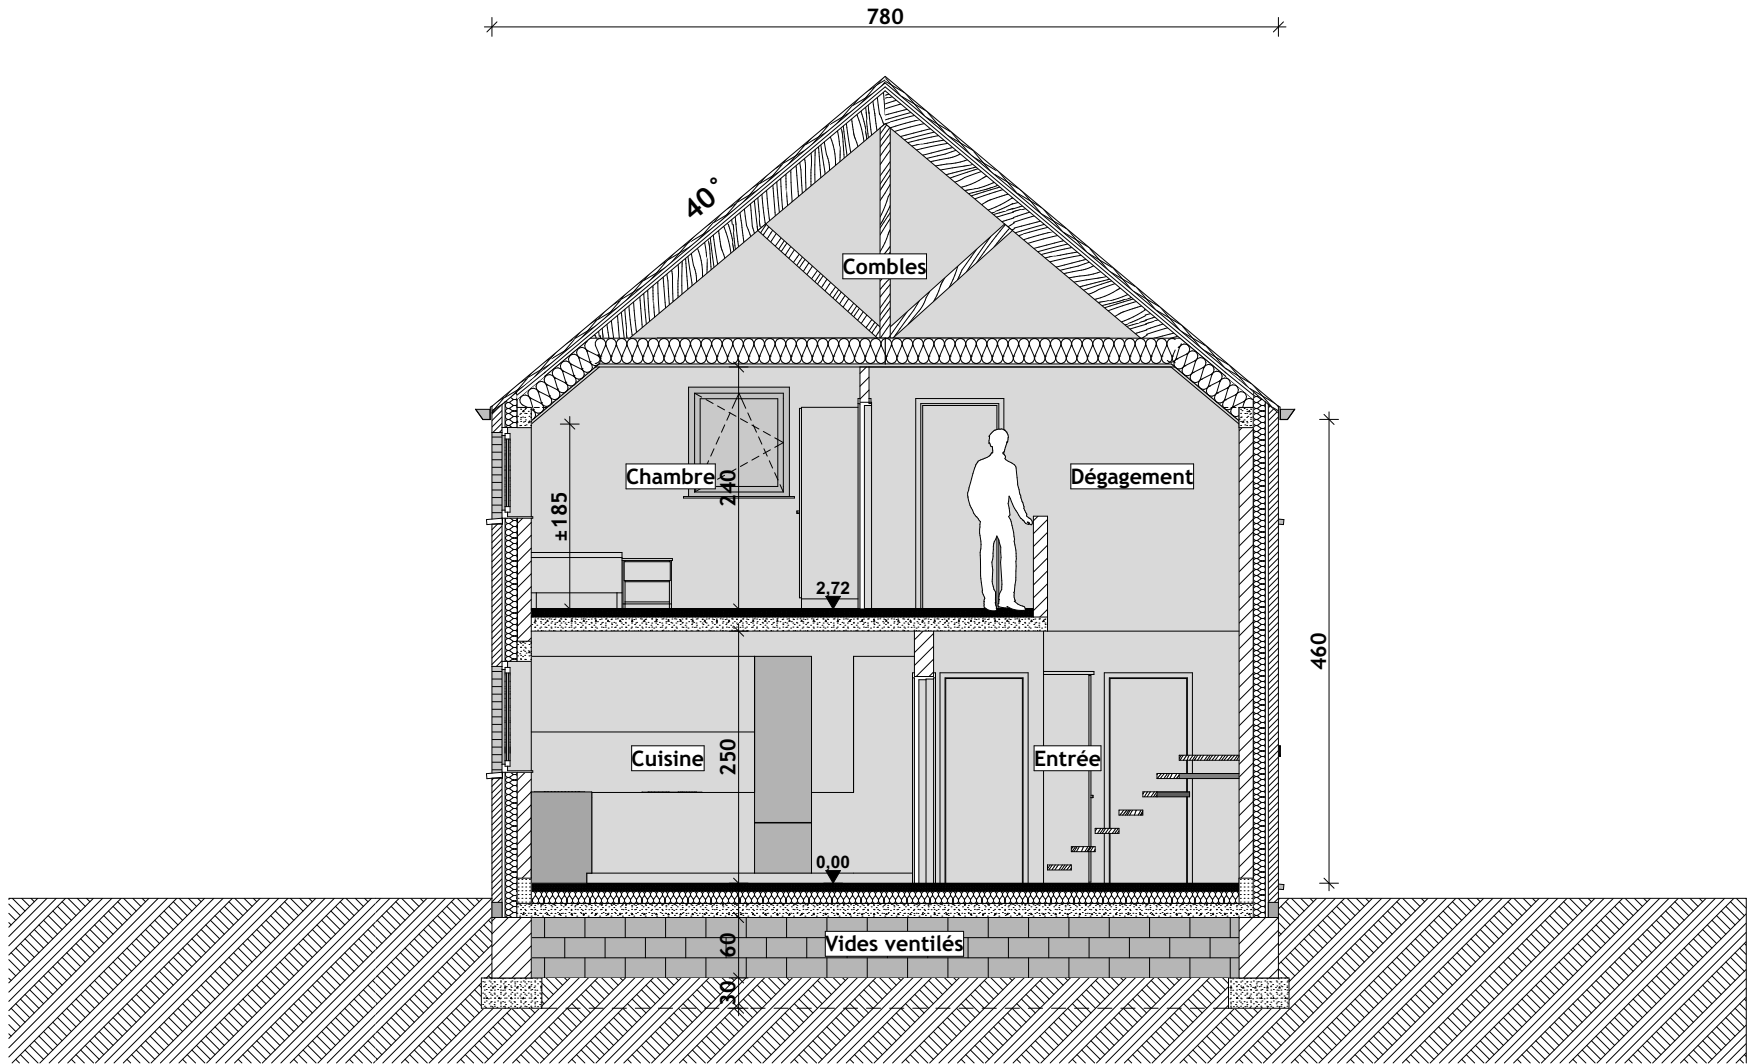 780
40°
Combles
Chambre
240
Dégagement
±185
2,72
460
Cuisine
250
Entrée
0,00
Vides ventilés
60
30